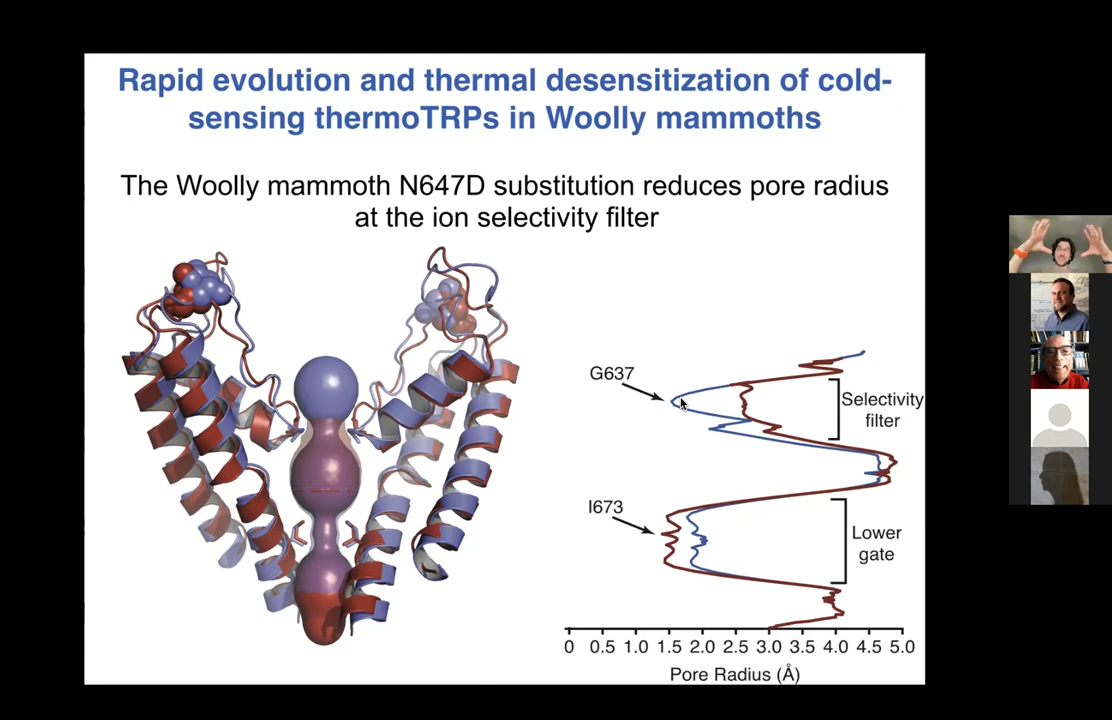 Rapid evolution and thermal desensitization of cold-
sensing thermoTRPs in Woolly mammoths
The Woolly mammoth N647D substitution reduces pore radius
at the ion selectivity filter
G637
Selectivity
filter
I673
Lower
gate
0 0.5 1.0 1.5 2.0 2.5 3.0 3.5 4.0 4.5 5.0
Pore Radius (Å)